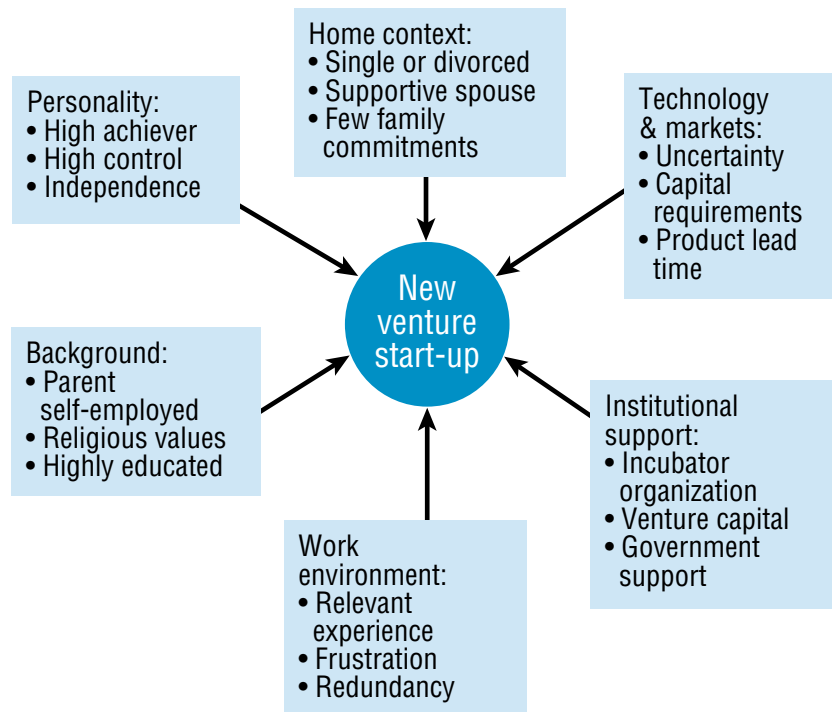 Home context:
• Single or divorced
• Supportive spouse
• Few family
commitments
Personality:
• High achiever
• High control
• Independence
Technology
& markets:
• Uncertainty
• Capital
requirements
• Product lead
time
New
venture
start-up
Background:
• Parent
self-employed
• Religious values
• Highly educated
Institutional
support:
• Incubator
organization
• Venture capital
• Government
support
Work
environment:
• Relevant
experience
• Frustration
• Redundancy